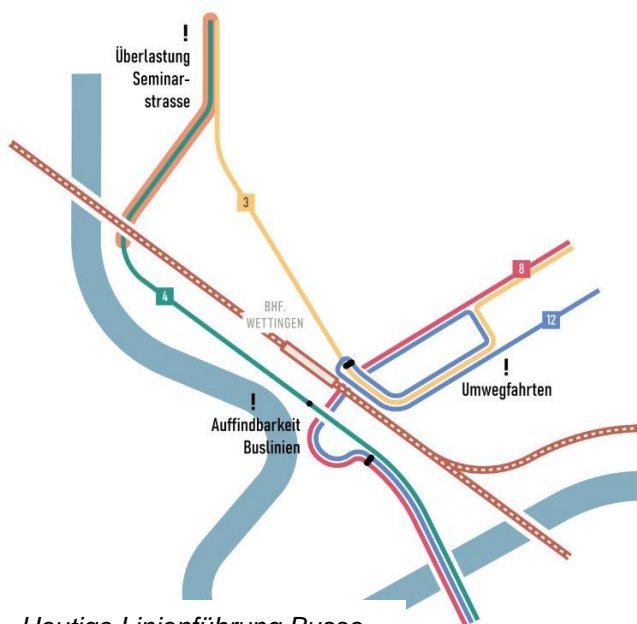 !
Überlastung
Seminar-
strasse
3
8
4
BHF.
WETTINGEN
12
!
Umwegfahrten
!
Auffindbarkeit
Buslinien